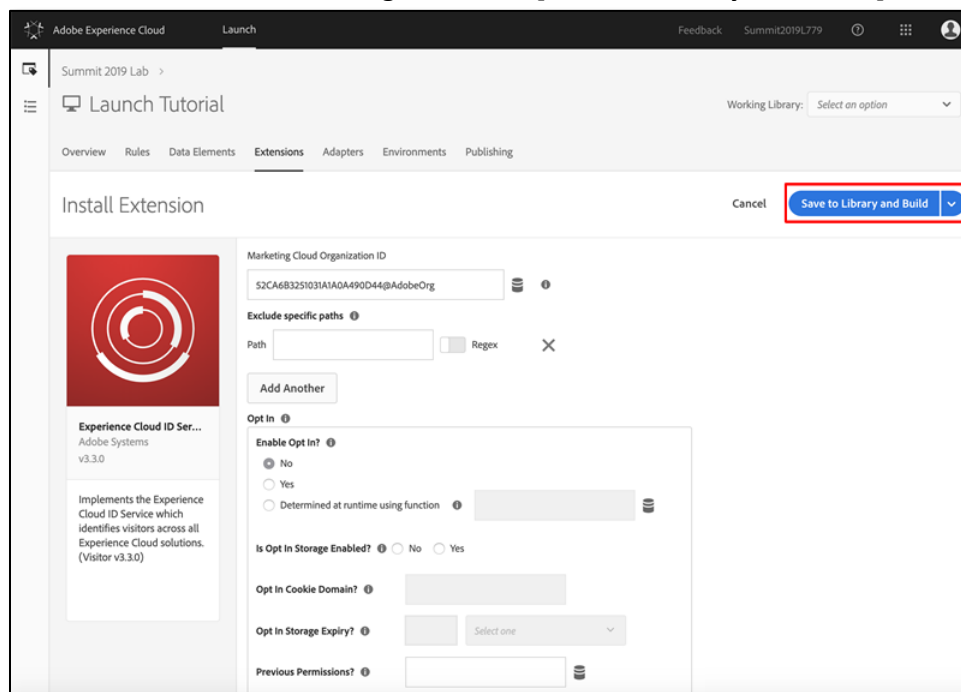 Adobe Experience Cloud Launch Feedback Summit2019L779
Summit 2019 Lab >
Launch Tutorial
Working Library: Select an option
Overview Rules Data Elements Extensions Adapters Environments Publishing
Install Extension
Cancel Save to Library and Build
Marketing Cloud Organization ID
52CA6B3251031A1A0A490D44@AdobeOrg
Exclude specific paths
Path Regex
Add Another
Opt In
Enable Opt In?
No
Yes
Determined at runtime using function
Is Opt In Storage Enabled? No Yes
Opt In Cookie Domain?
Opt In Storage Expiry? Select one
Previous Permissions?
Experience Cloud ID Ser...
Adobe Systems
v3.3.0
Implements the Experience
Cloud ID Service which
identifies visitors across all
Experience Cloud solutions.
(Visitor v3.3.0)